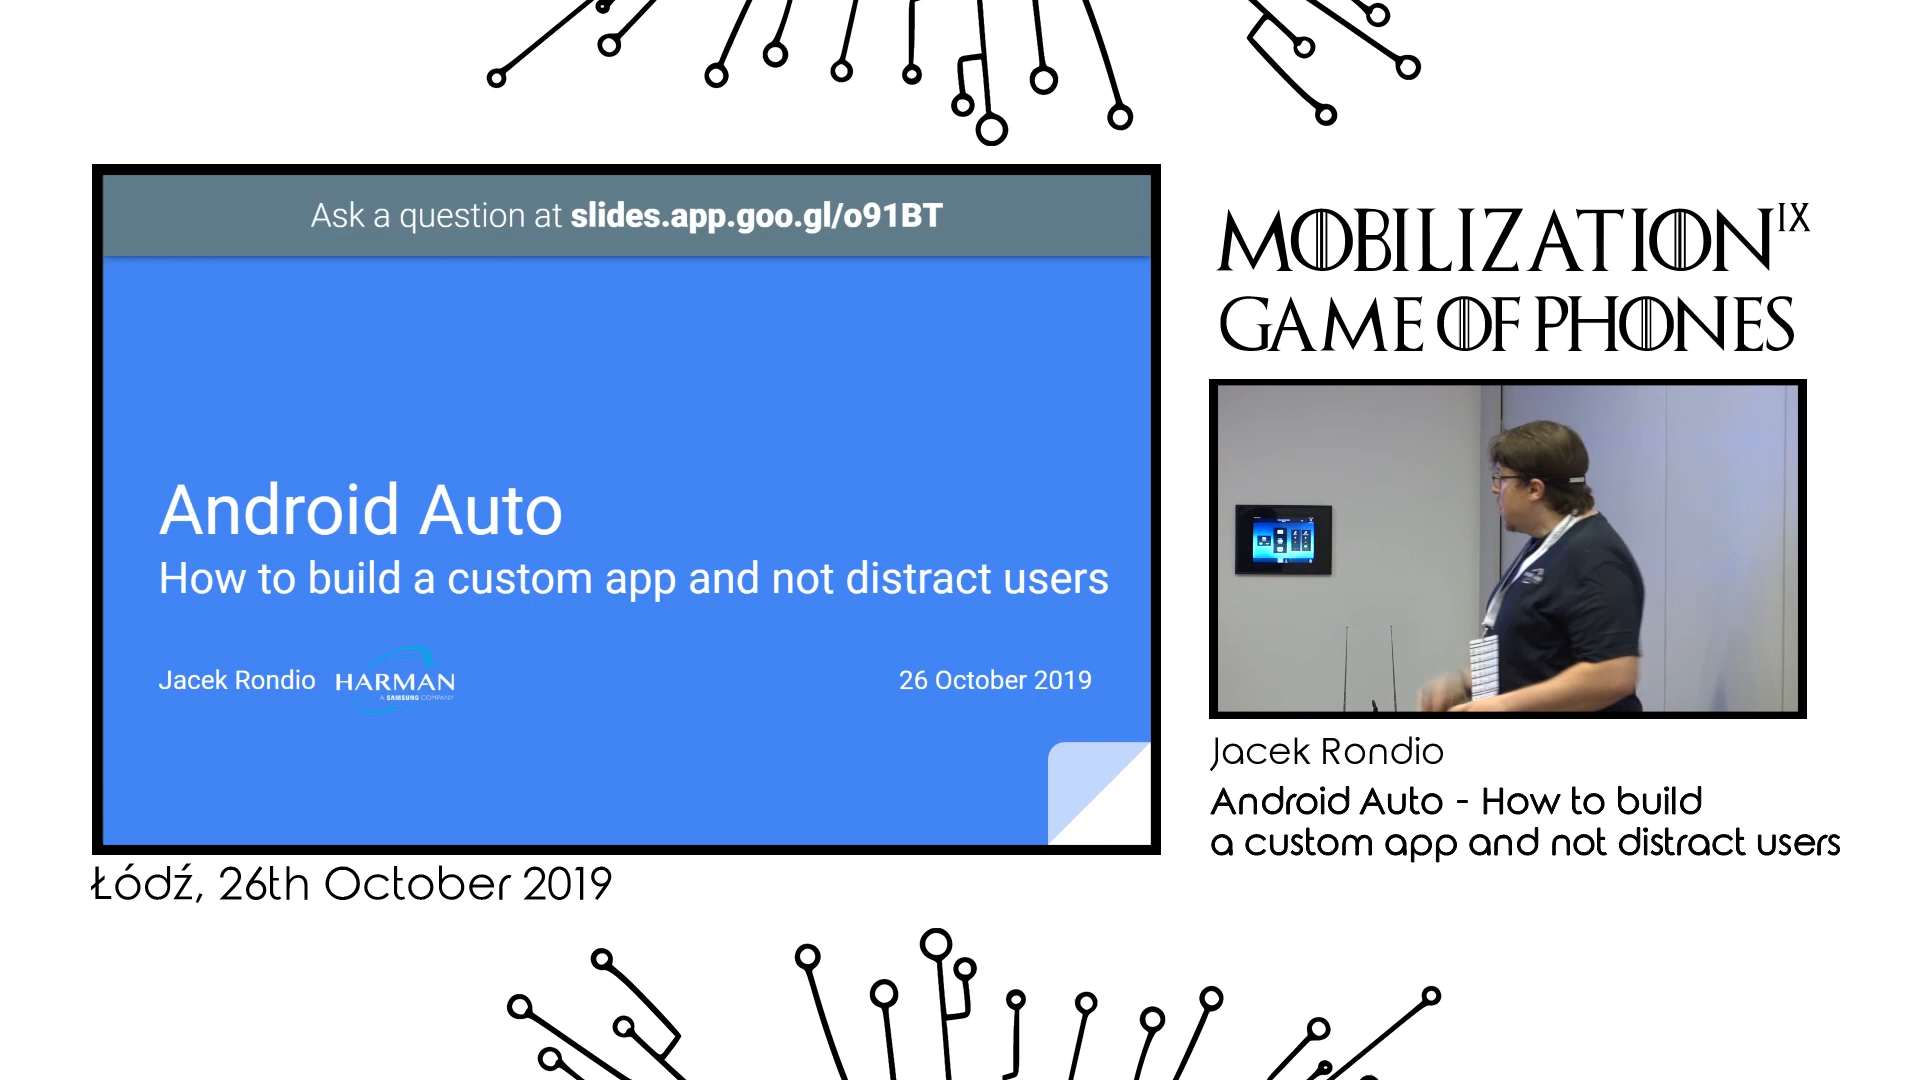 Ask a question at slides.app.goo.gl/o91BT
Android Auto
How to build a custom app and not distract users
Jacek Rondio
HARMAN
A SAMSUNG COMPANY
26 October 2019
Łódź, 26th October 2019
MOBILIZATION IX
GAME OF PHONES
Jacek Rondio
Android Auto - How to build
a custom app and not distract users